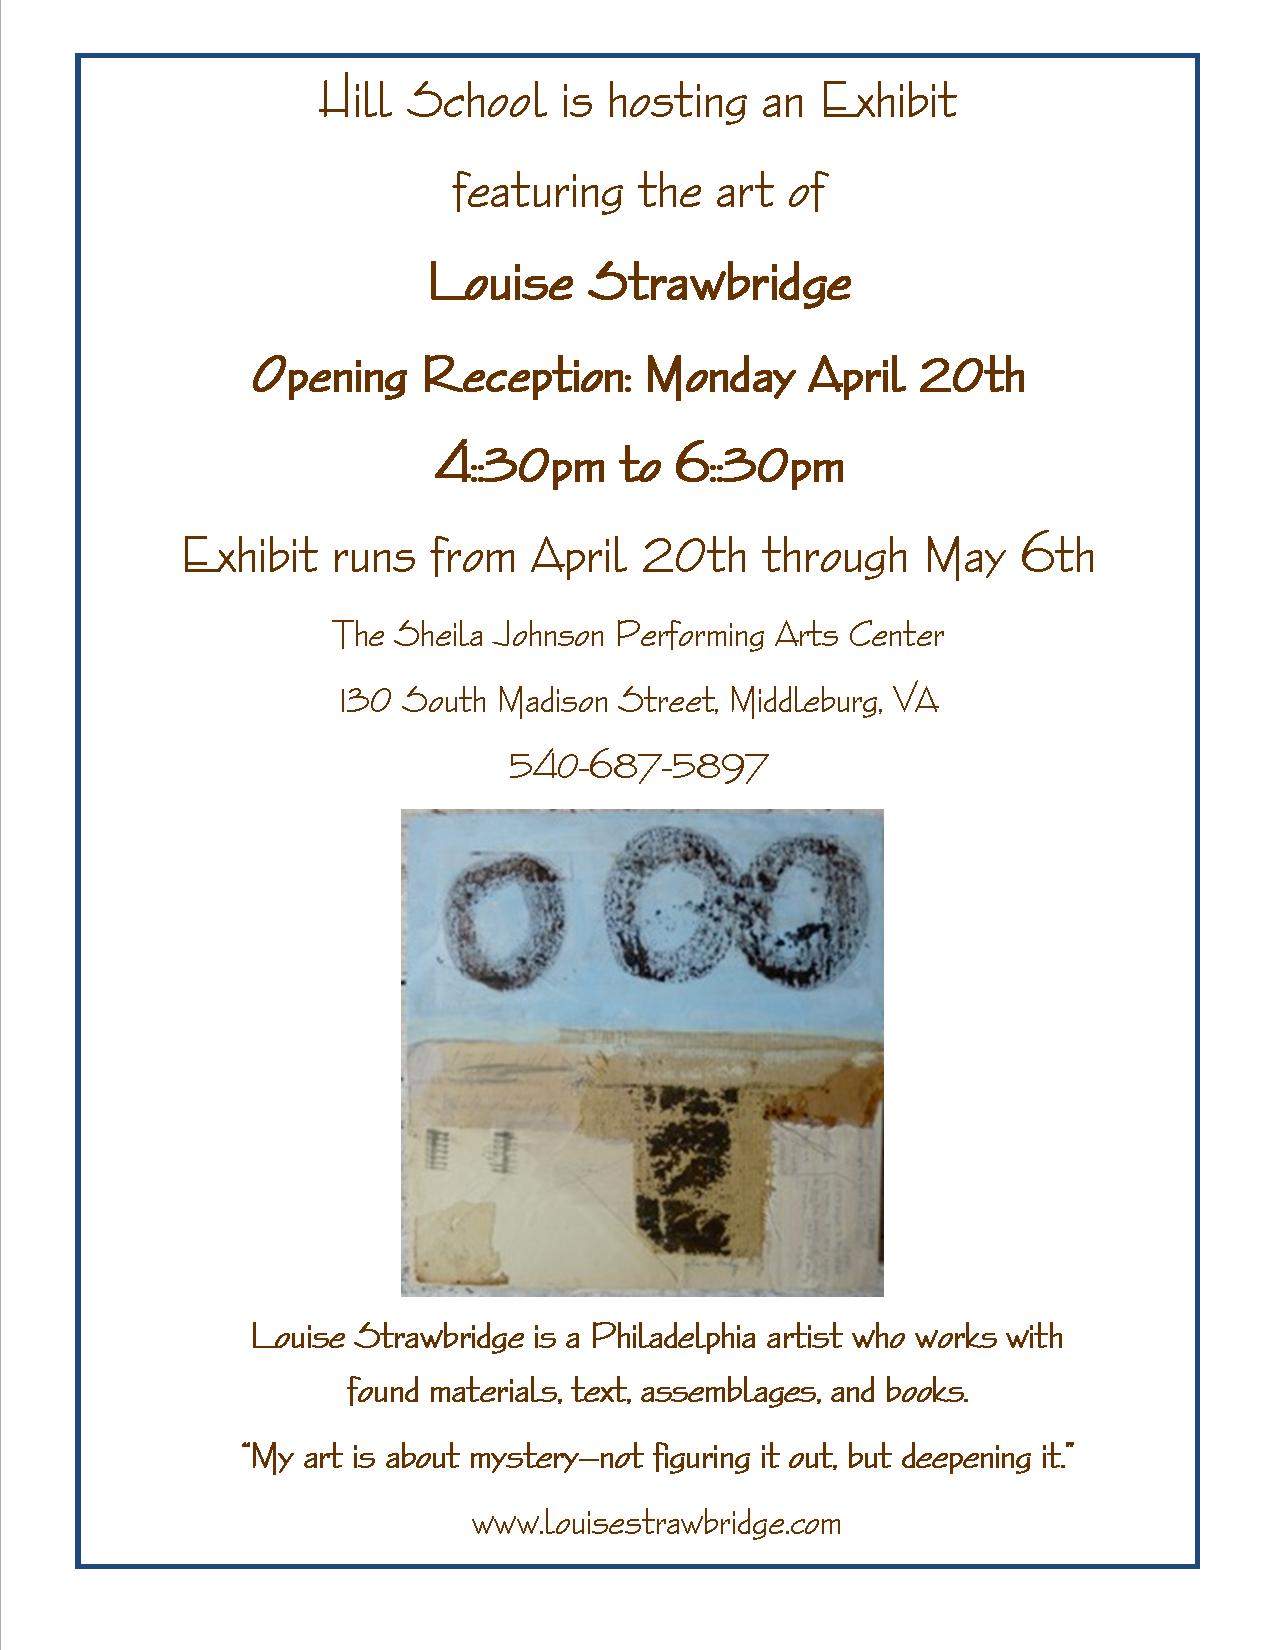 Hill School is hosting an Exhibit
featuring the art of
Louise Strawbridge
Opening Reception: Monday April 20th
4::30pm to 6::30pm
Exhibit runs from April 20th through May 6th
The Sheila Johnson Performing Arts Center
130 South Madison Street, Middleburg, VA
540-687-5897
Louise Strawbridge is a Philadelphia artist who works with
found materials, text, assemblages, and books.
“My art is about mystery—not figuring it out, but deepening it.”
www.louisestrawbridge.com